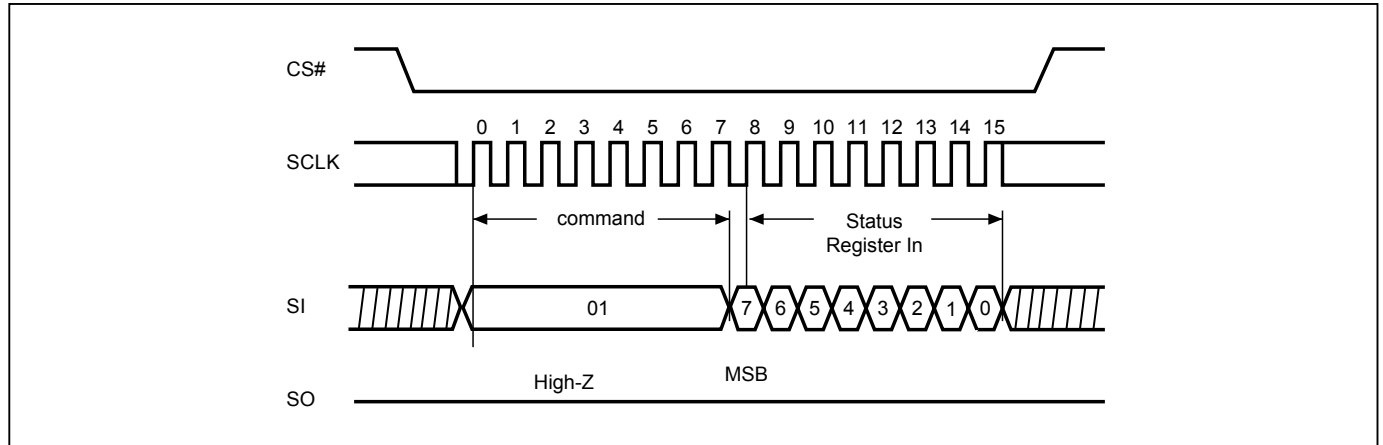 CS#
0 1 2 3 4 5 6 7 8 9 10 11 12 13 14 15
SCLK
command
Status
Register In
SI
01
7 6 5 4 3 2 1 0
High-Z
MSB
SO